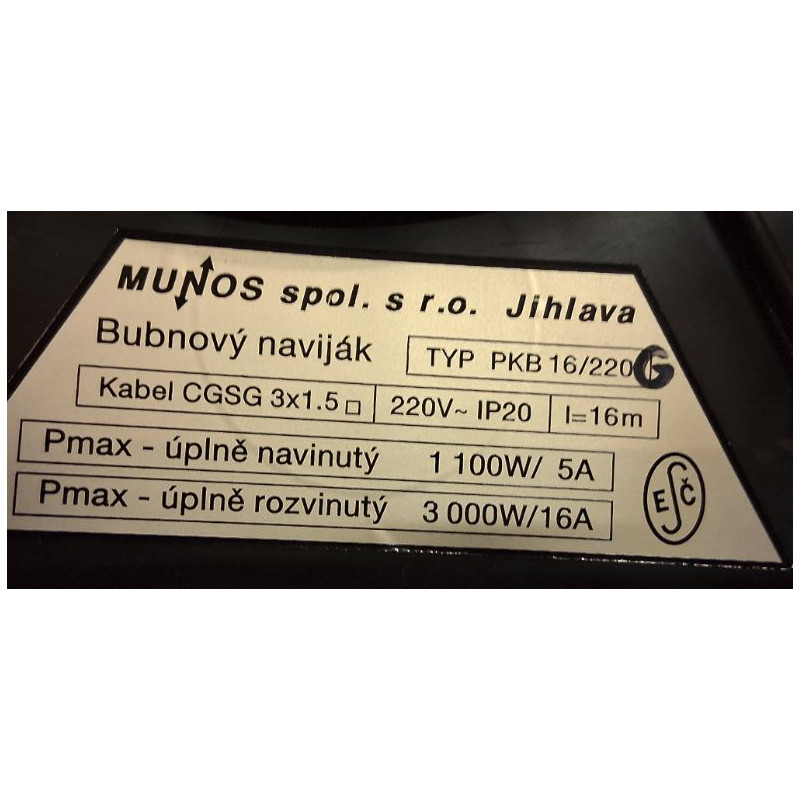 MUNOS spol. s r.o. Jihlava
Bubnový naviják TYP PKB 16/220G
Kabel CGSG 3x1.5□ 220V~ IP20 l=16m
Pmax - úplně navinutý 1 100W/ 5A
Pmax - úplně rozvinutý 3 000W/16A
ESČ